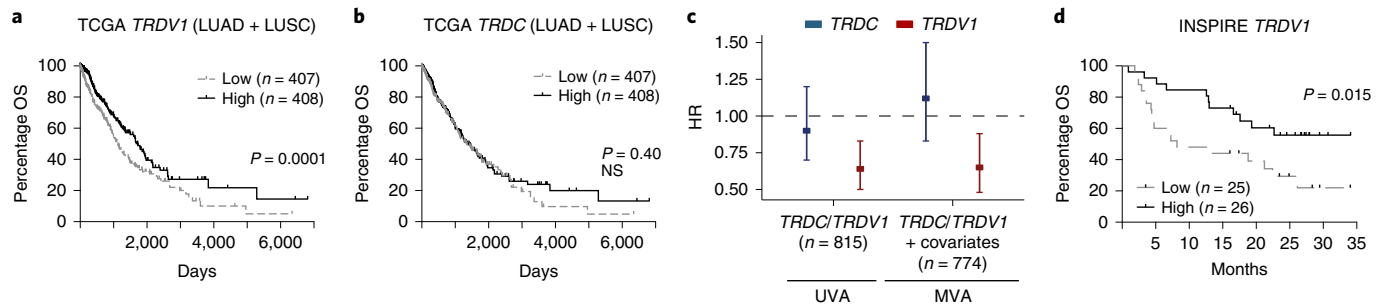 a
TCGA TRDV1 (LUAD + LUSC)
Percentage OS
100
80
60
40
20
0
Low (n = 407)
High (n = 408)
P = 0.0001
2,000
4,000
6,000
Days
b
TCGA TRDC (LUAD + LUSC)
Percentage OS
100
80
60
40
20
0
Low (n = 407)
High (n = 408)
P = 0.40
NS
2,000
4,000
6,000
Days
c
TRDC
TRDV1
HR
1.50
1.25
1.00
0.75
0.50
TRDC/TRDV1
(n = 815)
UVA
TRDC/TRDV1
+ covariates
(n = 774)
MVA
d
INSPIRE TRDV1
Percentage OS
100
80
60
40
20
0
P = 0.015
Low (n = 25)
High (n = 26)
5
10
15
20
25
30
35
Months